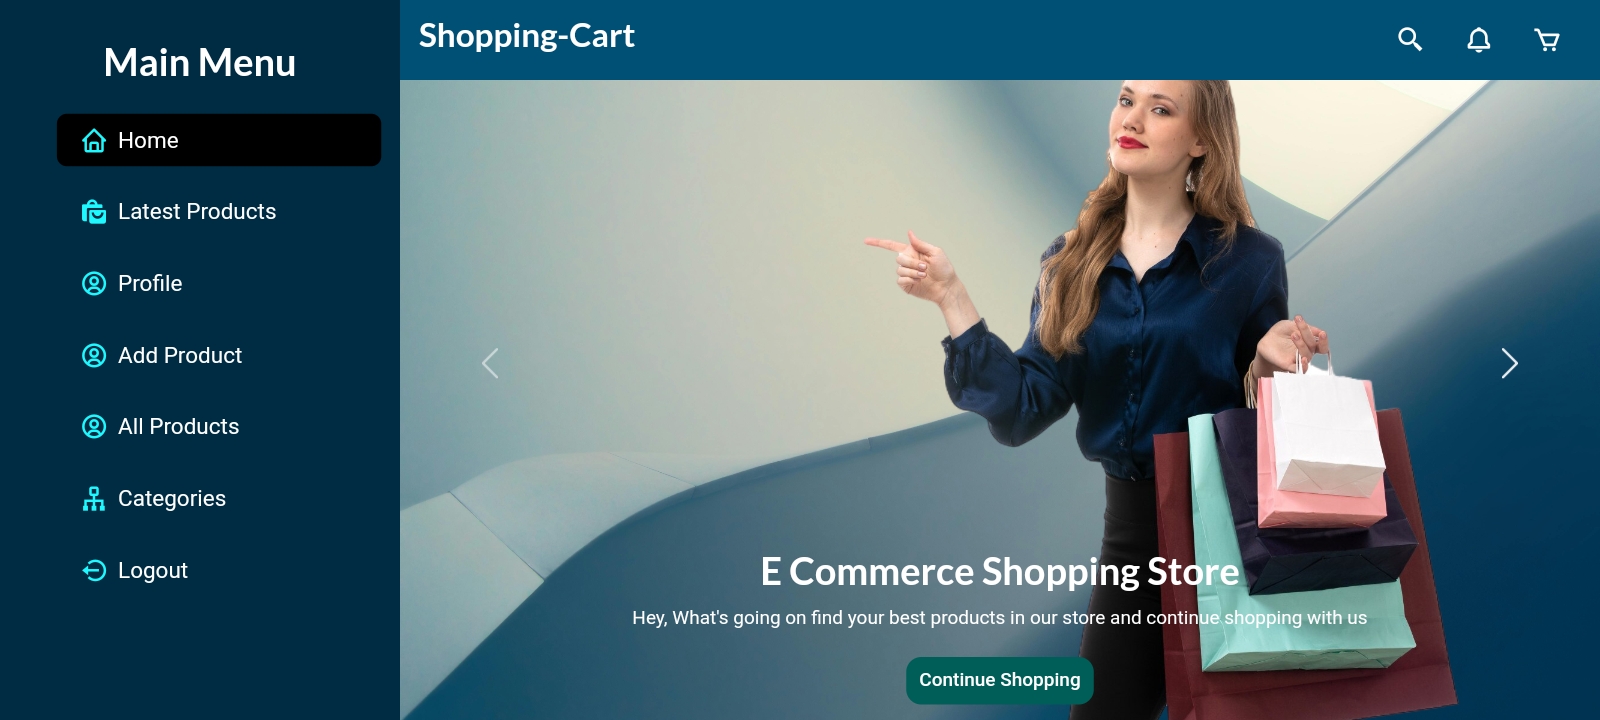 Main Menu
Home
Latest Products
Profile
Add Product
All Products
Categories
Logout
Shopping-Cart
E Commerce Shopping Store
Hey, What's going on find your best products in our store and continue shopping with us
Continue Shopping